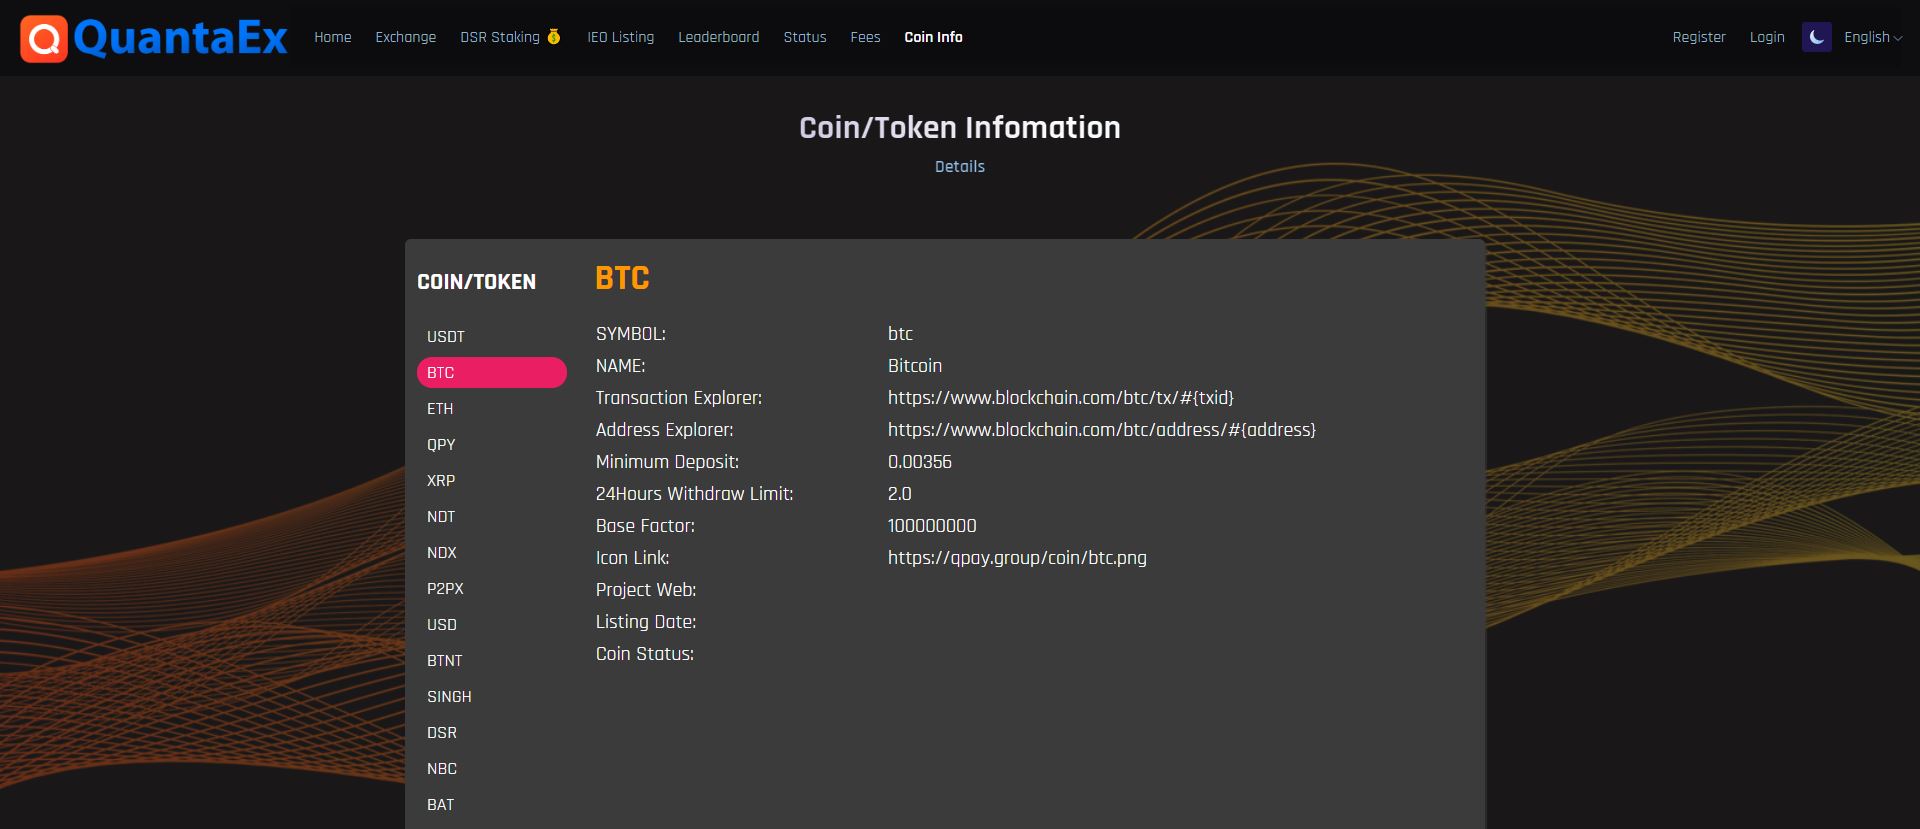 QuantaEx Home Exchange DSR Staking IEO Listing Leaderboard Status Fees Coin Info Register Login English
Coin/Token Infomation
Details
COIN/TOKEN
USDT
BTC
ETH
QPY
XRP
NDT
NDX
P2PX
USD
BTNT
SINGH
DSR
NBC
BAT
BTC
SYMBOL: btc
NAME: Bitcoin
Transaction Explorer: https://www.blockchain.com/btc/tx/#{txid}
Address Explorer: https://www.blockchain.com/btc/address/#{address}
Minimum Deposit: 0.00356
24Hours Withdraw Limit: 2.0
Base Factor: 100000000
Icon Link: https://qpay.group/coin/btc.png
Project Web:
Listing Date:
Coin Status: